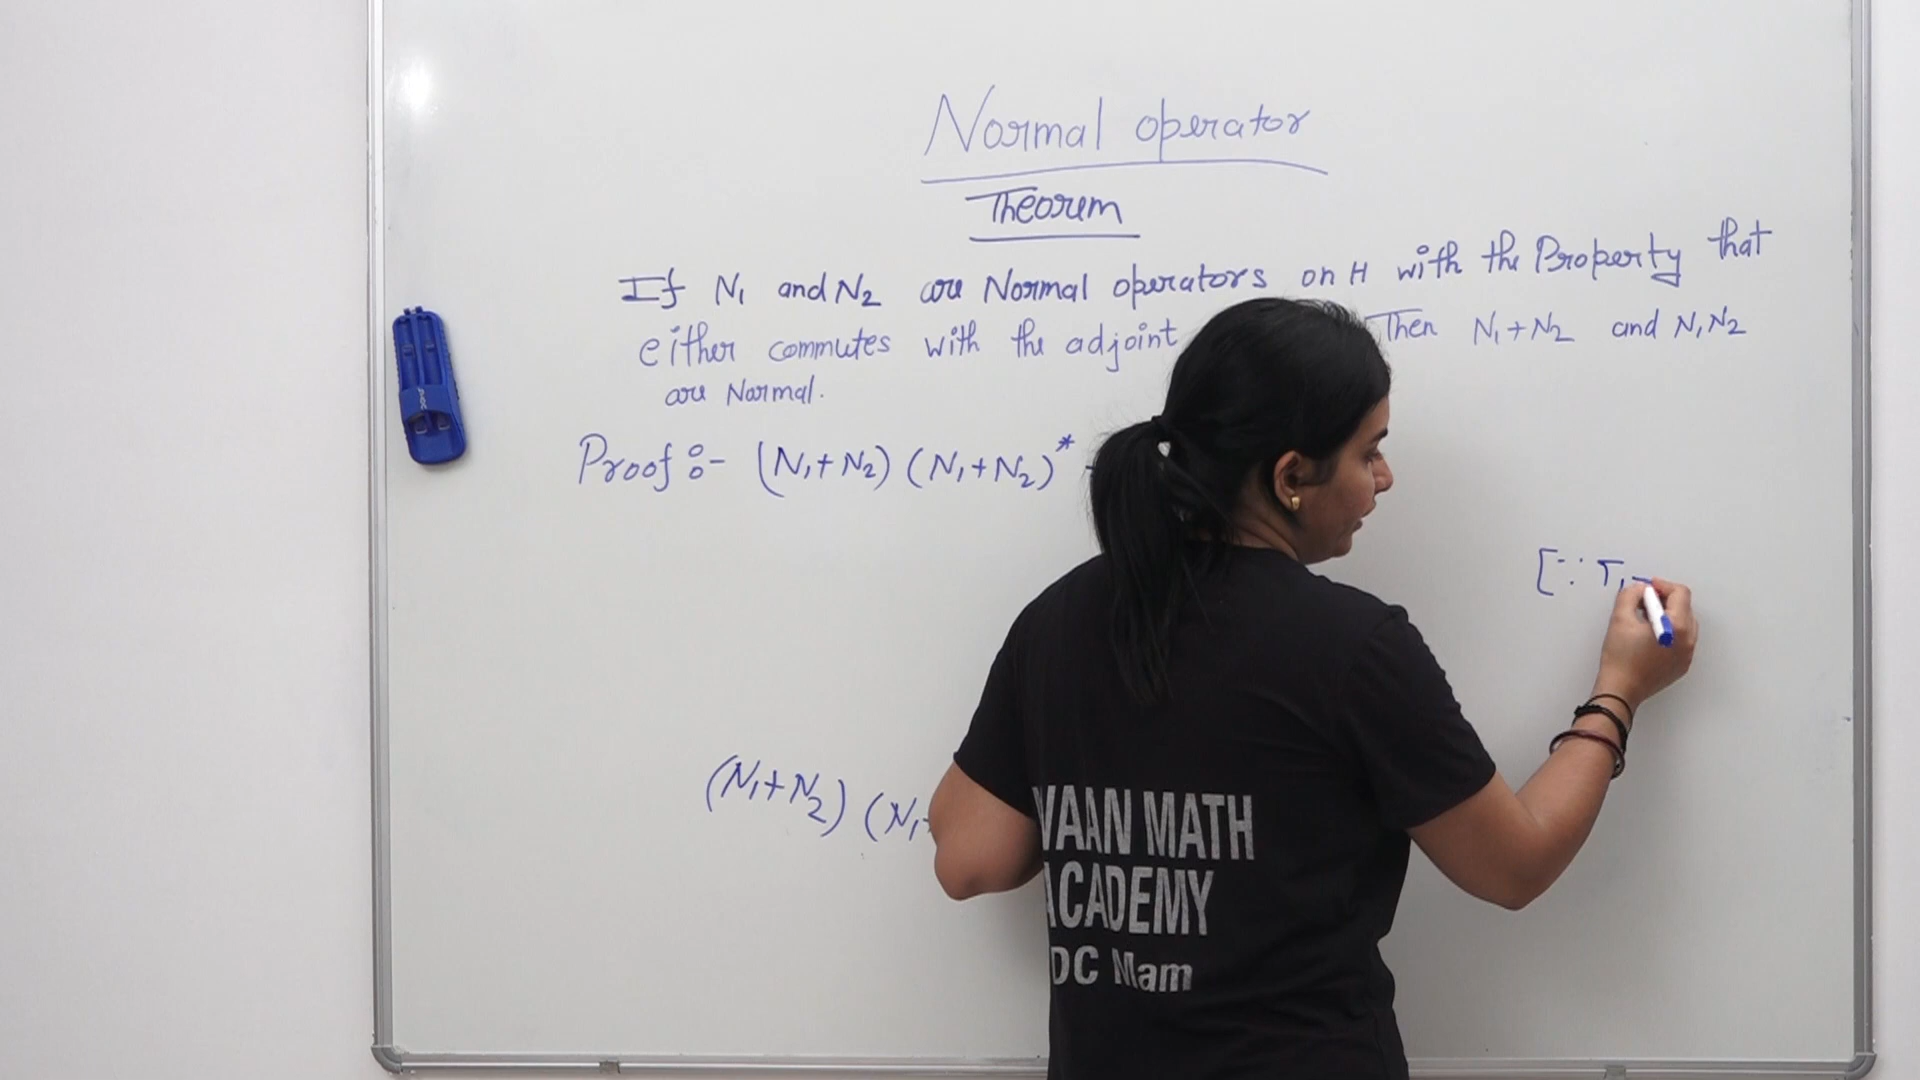 Normal operator
Theorem
If N₁ and N₂ are Normal operators on H with the Property that
either commutes with the adjoint Then N₁+N₂ and N₁N₂
are Normal.
Proof :- (N₁+N₂) (N₁+N₂)*
[∵ T₁
(N₁+N₂) (N₁
VAAN MATH
ACADEMY
DC Mam